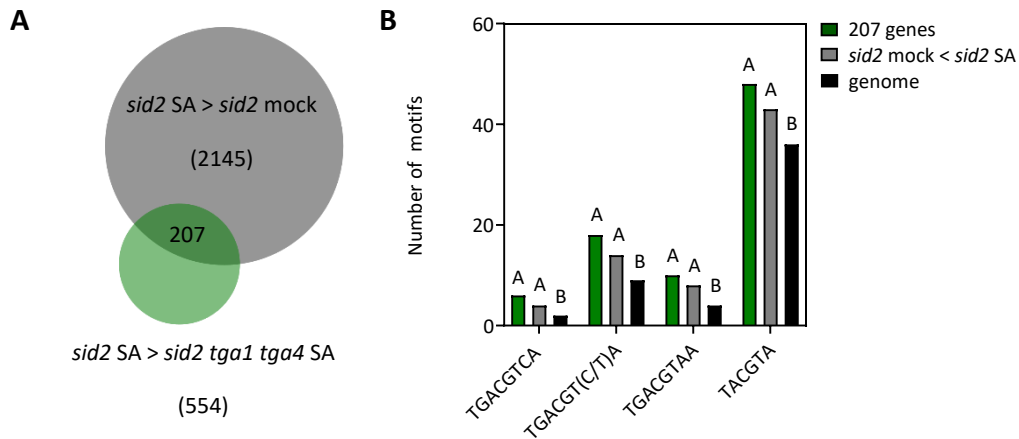 A
sid2 SA > sid2 mock
(2145)
207
sid2 SA > sid2 tga1 tga4 SA
(554)
B
Number of motifs
60
40
20
0
A
A
B
A
A
B
A
A
B
A
A
B
TGACGTCA
TGACGT(C/T)A
TGACGTAA
TACGTA
207 genes
sid2 mock < sid2 SA
genome